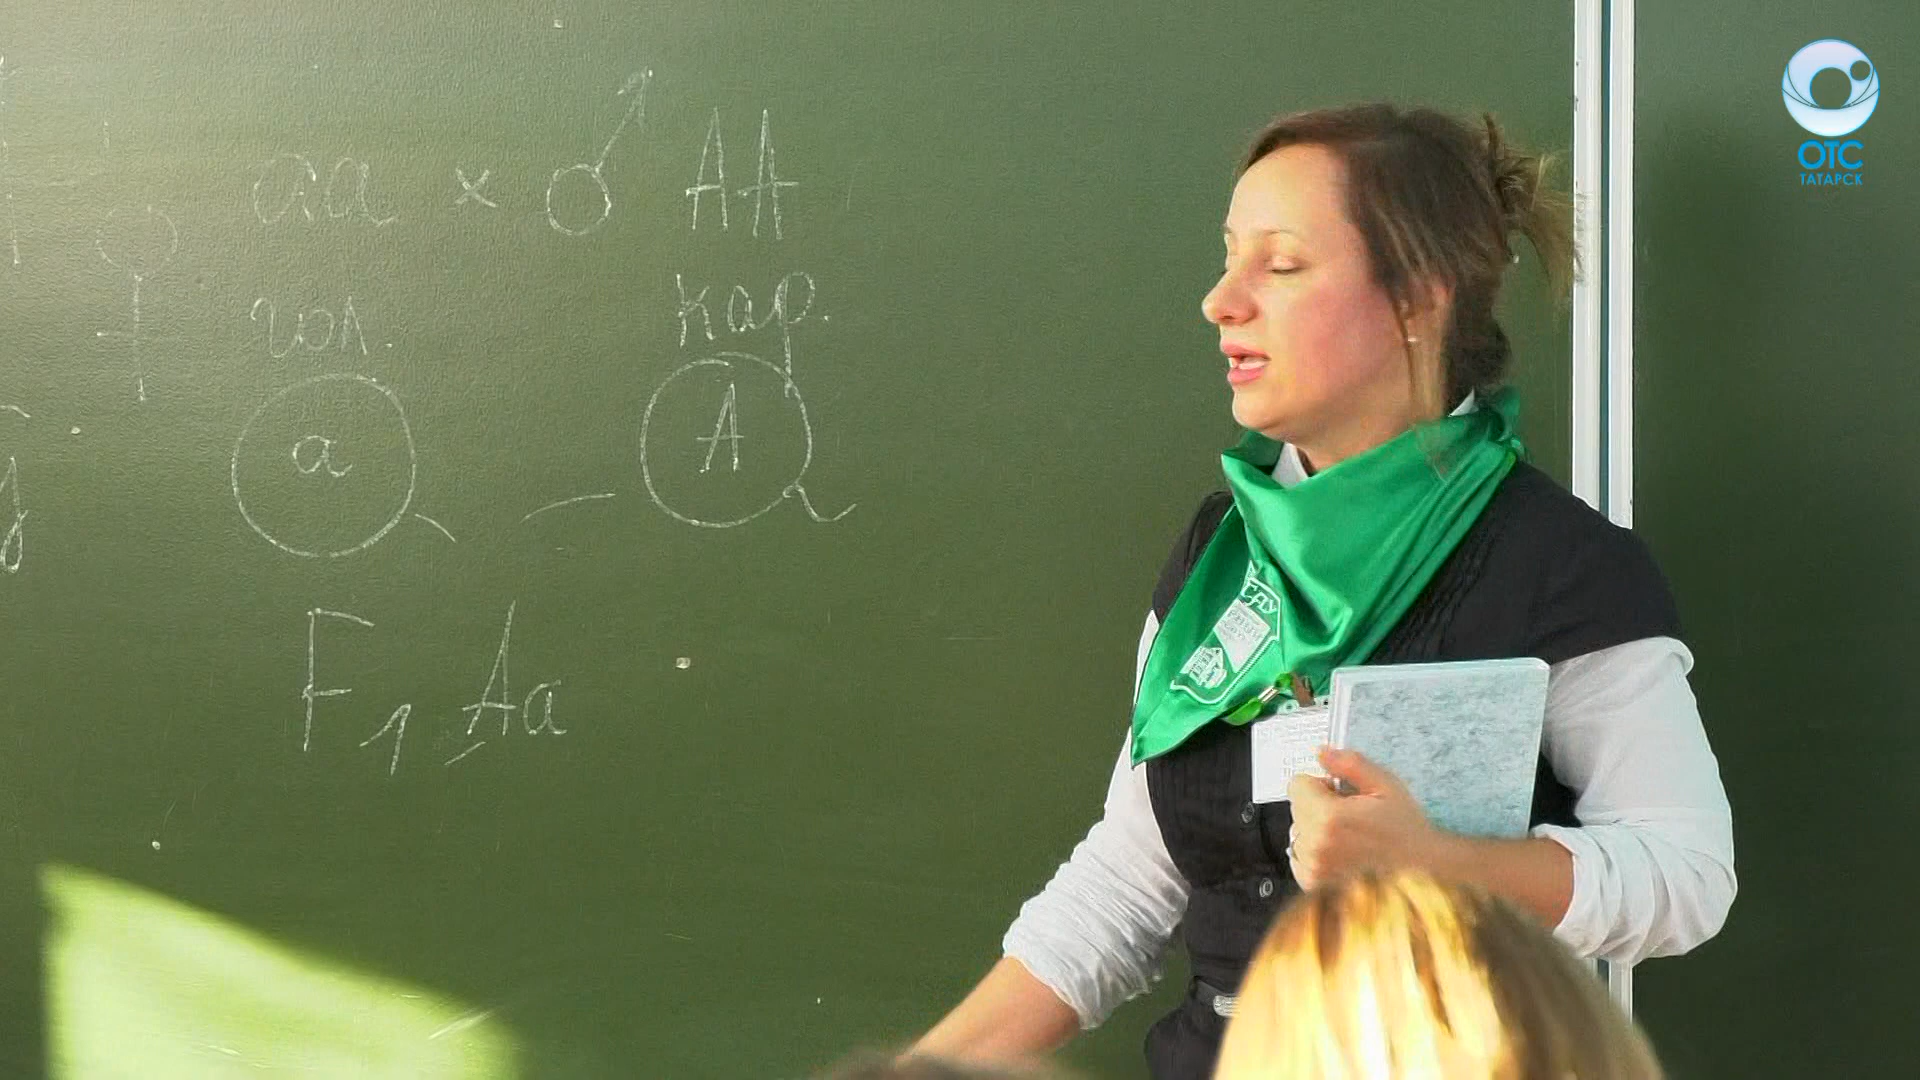 ♀ aa × ♂ AA
гол. кар.
a A
F1 Aa
ОТС
ТАТАРСК